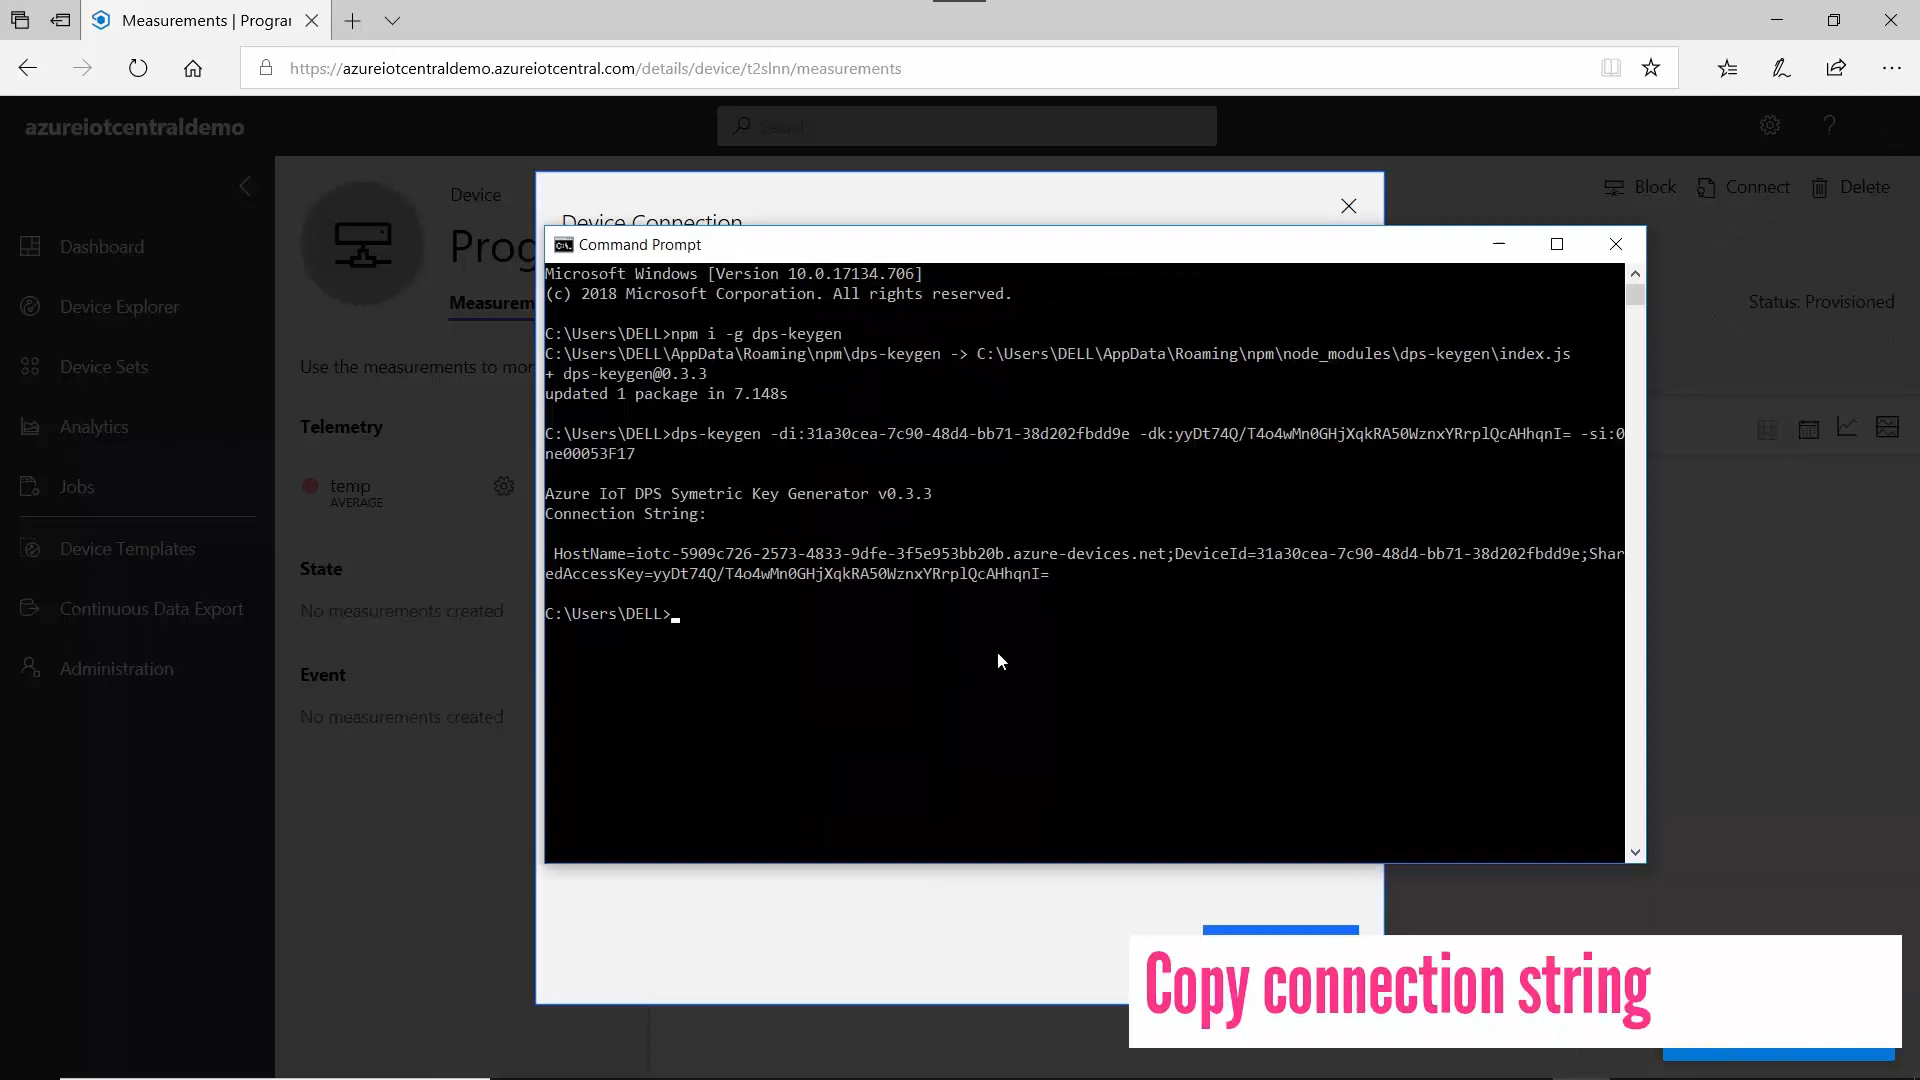 Measurements | Progra
https://azureiotcentraldemo.azureiotcentral.com/details/device/t2slnn/measurements
azureiotcentraldemo
Search
Dashboard
Device Explorer
Device Sets
Analytics
Jobs
Device Templates
Continuous Data Export
Administration
Device
Prog
Measurem
Block
Connect
Delete
Status: Provisioned
Use the measurements to mor
Telemetry
temp
AVERAGE
State
No measurements created
Event
No measurements created
Device Connection
Command Prompt
Microsoft Windows [Version 10.0.17134.706]
(c) 2018 Microsoft Corporation. All rights reserved.
C:\Users\DELL>npm i -g dps-keygen
C:\Users\DELL\AppData\Roaming\npm\dps-keygen -> C:\Users\DELL\AppData\Roaming\npm\node_modules\dps-keygen\index.js
+ dps-keygen@0.3.3
updated 1 package in 7.148s
C:\Users\DELL>dps-keygen -di:31a30cea-7c90-48d4-bb71-38d202fbdd9e -dk:yyDt74Q/T4o4wMn0GHjXqkRA50WznxYRrplQcAHhqnI= -si:0
ne00053F17
Azure IoT DPS Symetric Key Generator v0.3.3
Connection String:
HostName=iotc-5909c726-2573-4833-9dfe-3f5e953bb20b.azure-devices.net;DeviceId=31a30cea-7c90-48d4-bb71-38d202fbdd9e;Shar
edAccessKey=yyDt74Q/T4o4wMn0GHjXqkRA50WznxYRrplQcAHhqnI=
C:\Users\DELL>
Copy connection string